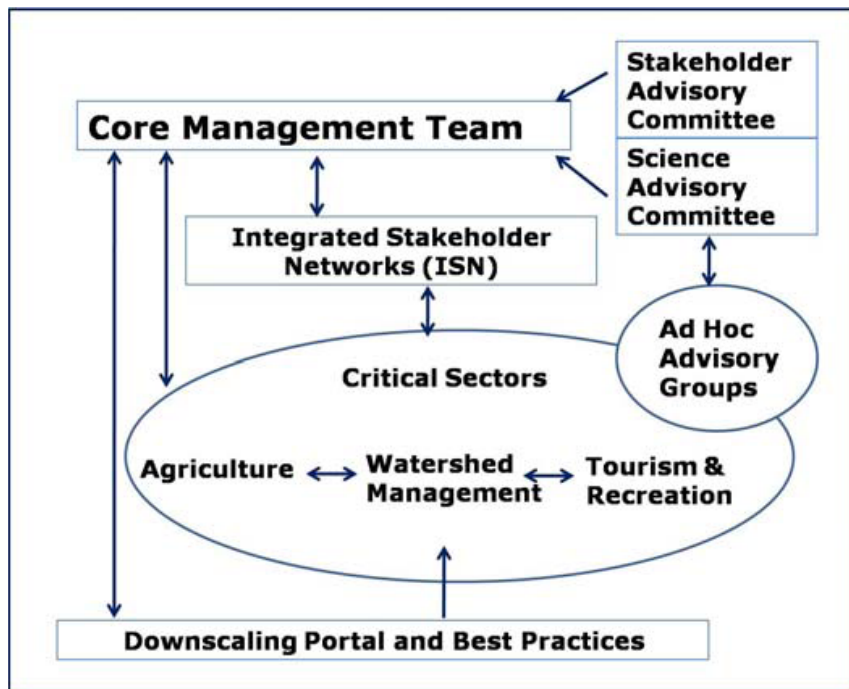 Stakeholder
Advisory
Committee
Core Management Team
Science
Advisory
Committee
Integrated Stakeholder
Networks (ISN)
Ad Hoc
Advisory
Groups
Critical Sectors
Agriculture
Watershed
Management
Tourism &
Recreation
Downscaling Portal and Best Practices